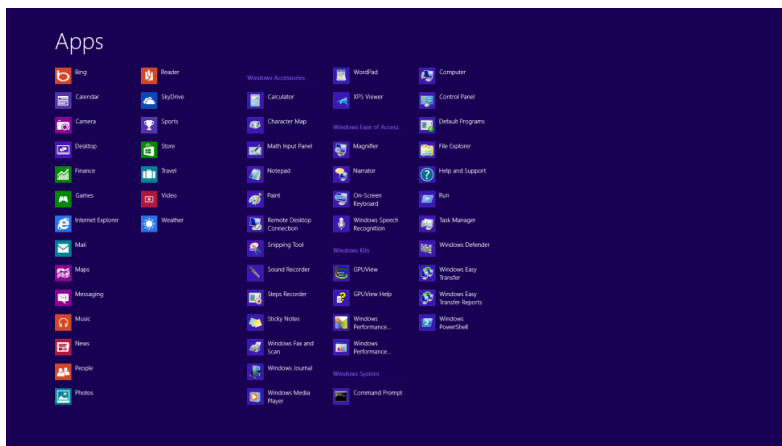 Apps
Bing
Calendar
Camera
Desktop
Finance
Games
Internet Explorer
Mail
Maps
Messaging
Music
News
People
Photos
Reader
SkyDrive
Sports
Store
Travel
Video
Weather
Windows Accessories
Calculator
Character Map
Math Input Panel
Notepad
Paint
Remote Desktop
Connection
Snipping Tool
Sound Recorder
Steps Recorder
Sticky Notes
Windows Fax and
Scan
Windows Journal
Windows Media
Player
WordPad
XPS Viewer
Windows Ease of Access
Magnifier
Narrator
On-Screen
Keyboard
Windows Speech
Recognition
Windows Kits
GPUView
GPUView Help
Windows
Performance...
Windows
Performance...
Windows System
Command Prompt
Computer
Control Panel
Default Programs
File Explorer
Help and Support
Run
Task Manager
Windows Defender
Windows Easy
Transfer
Windows Easy
Transfer Reports
Windows
PowerShell